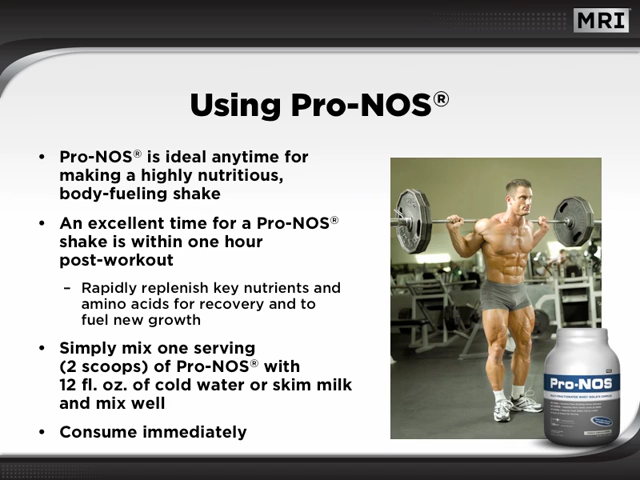 MRI
Using Pro-NOS®
• Pro-NOS® is ideal anytime for
making a highly nutritious,
body-fueling shake
• An excellent time for a Pro-NOS®
shake is within one hour
post-workout
– Rapidly replenish key nutrients and
amino acids for recovery and to
fuel new growth
• Simply mix one serving
(2 scoops) of Pro-NOS® with
12 fl. oz. of cold water or skim milk
and mix well
• Consume immediately
MRI
Pro-NOS